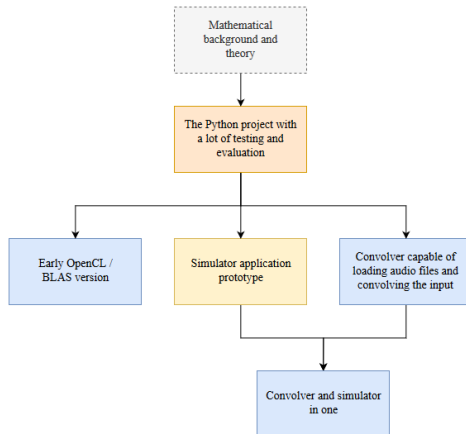 Mathematical
background and
theory
The Python project with
a lot of testing and
evaluation
Early OpenCL /
BLAS version
Simulator application
prototype
Convolver capable of
loading audio files and
convolving the input
Convolver and simulator
in one